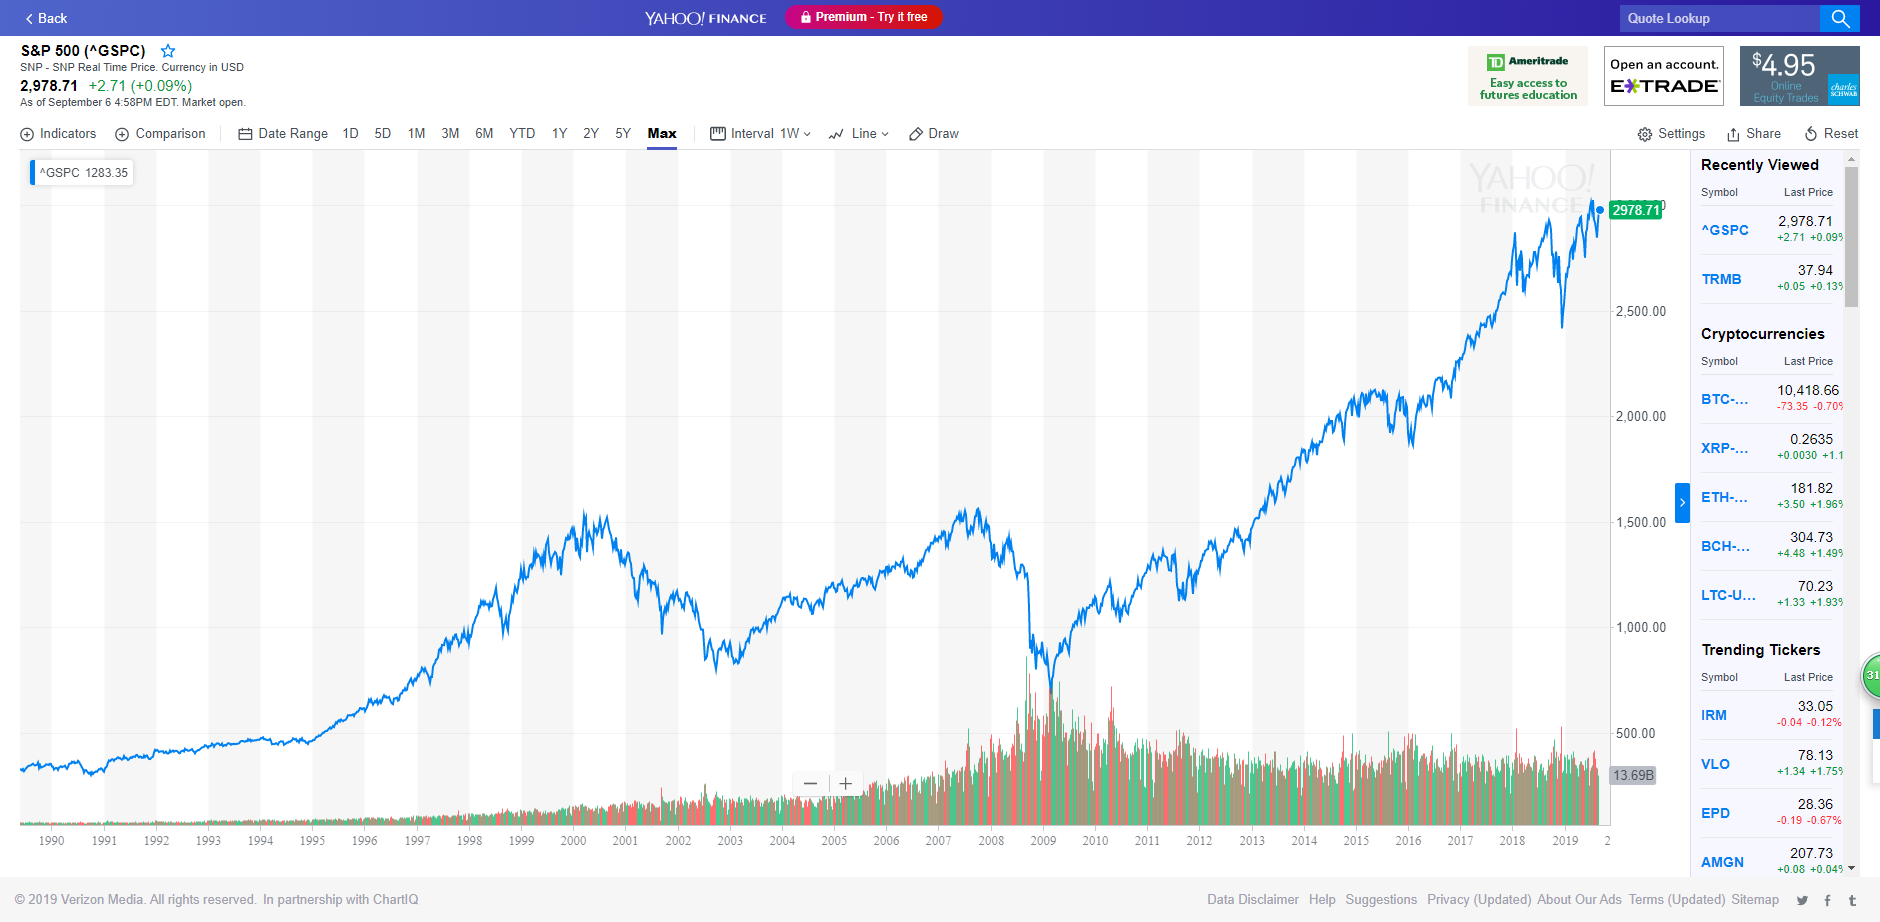 Back
YAHOO! FINANCE
Premium - Try it free
Quote Lookup
S&P 500 (^GSPC)
SNP - SNP Real Time Price. Currency in USD
2,978.71 +2.71 (+0.09%)
As of September 6 4:58PM EDT. Market open.
TD Ameritrade
Easy access to
futures education
Open an account.
E*TRADE
$4.95
Online
Equity Trades
charles
SCHWAB
Indicators Comparison Date Range 1D 5D 1M 3M 6M YTD 1Y 2Y 5Y Max Interval 1W Line Draw
Settings Share Reset
^GSPC 1283.35
YAHOO!
FINANCE
2978.71
2,500.00
2,000.00
1,500.00
1,000.00
500.00
13.69B
1990 1991 1992 1993 1994 1995 1996 1997 1998 1999 2000 2001 2002 2003 2004 2005 2006 2007 2008 2009 2010 2011 2012 2013 2014 2015 2016 2017 2018 2019 2
Recently Viewed
Symbol Last Price
^GSPC 2,978.71
+2.71 +0.09%
TRMB 37.94
+0.05 +0.13%
Cryptocurrencies
Symbol Last Price
BTC-... 10,418.66
-73.35 -0.70%
XRP-... 0.2635
+0.0030 +1.1
ETH-... 181.82
+3.50 +1.96%
BCH-... 304.73
+4.48 +1.49%
LTC-U... 70.23
+1.33 +1.93%
Trending Tickers
Symbol Last Price
IRM 33.05
-0.04 -0.12%
VLO 78.13
+1.34 +1.75%
EPD 28.36
-0.19 -0.67%
AMGN 207.73
+0.08 +0.04%
31
© 2019 Verizon Media. All rights reserved. In partnership with ChartIQ
Data Disclaimer Help Suggestions Privacy (Updated) About Our Ads Terms (Updated) Sitemap